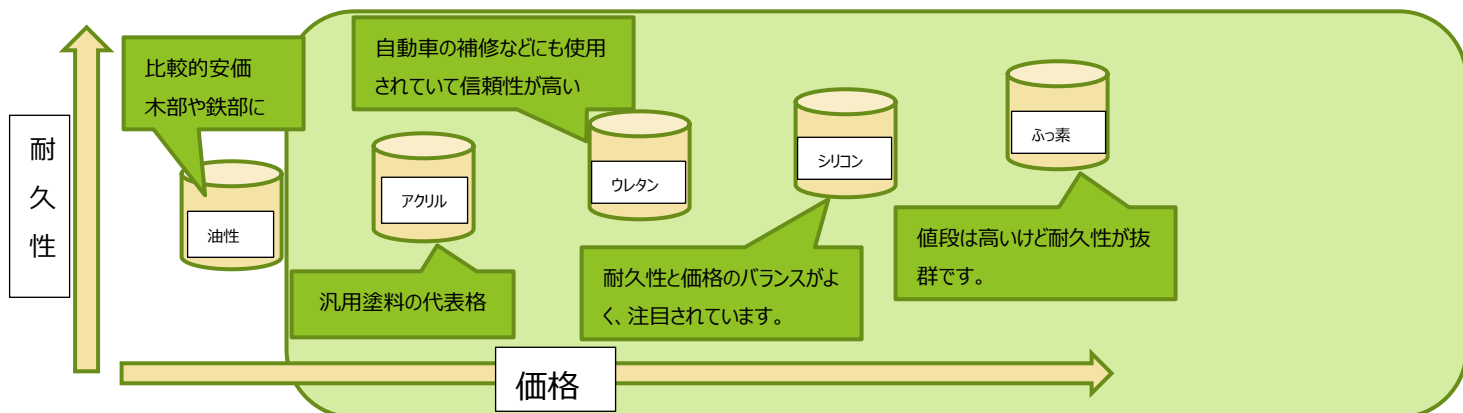 比較的安価
木部や鉄部に
自動車の補修などにも使用
されていて信頼性が高い
耐久性
油性
アクリル
ウレタン
シリコン
ふっ素
汎用塗料の代表格
耐久性と価格のバランスがよ
く、注目されています。
値段は高いけど耐久性が抜
群です。
価格